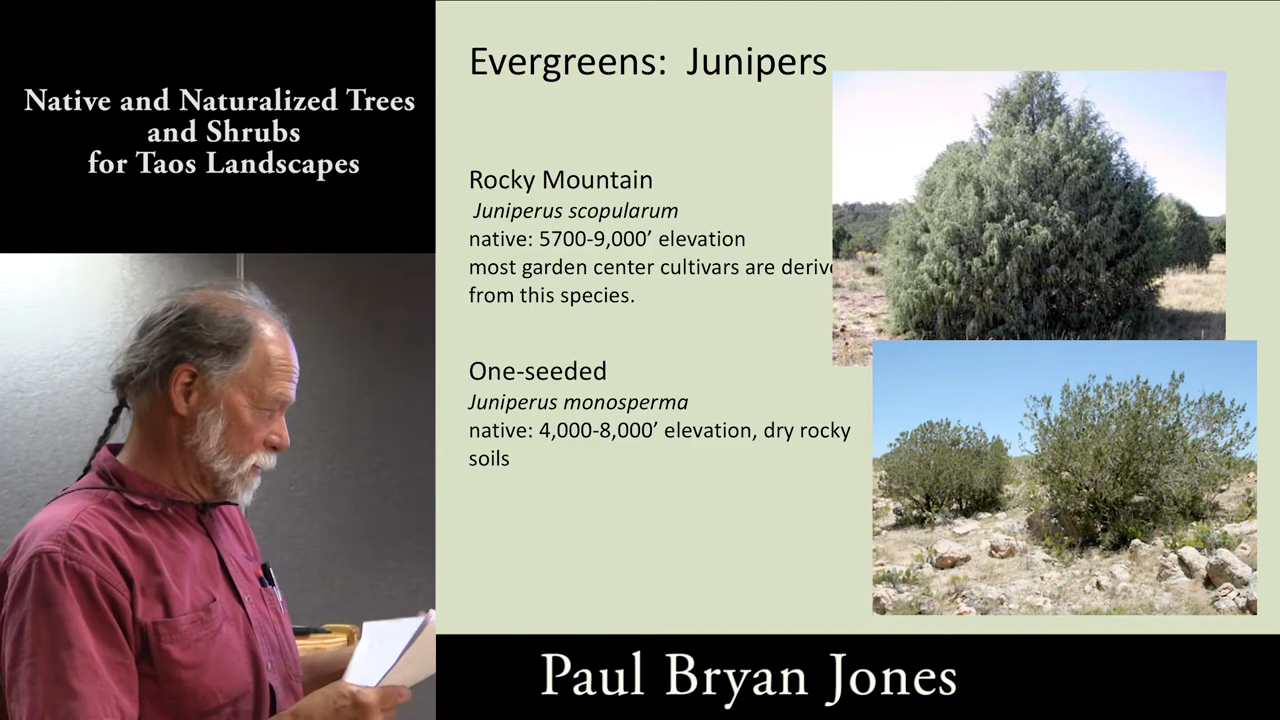 Native and Naturalized Trees
and Shrubs
for Taos Landscapes
Evergreens: Junipers
Rocky Mountain
Juniperus scopularum
native: 5700-9,000’ elevation
most garden center cultivars are derive
from this species.
One-seeded
Juniperus monosperma
native: 4,000-8,000’ elevation, dry rocky
soils
Paul Bryan Jones